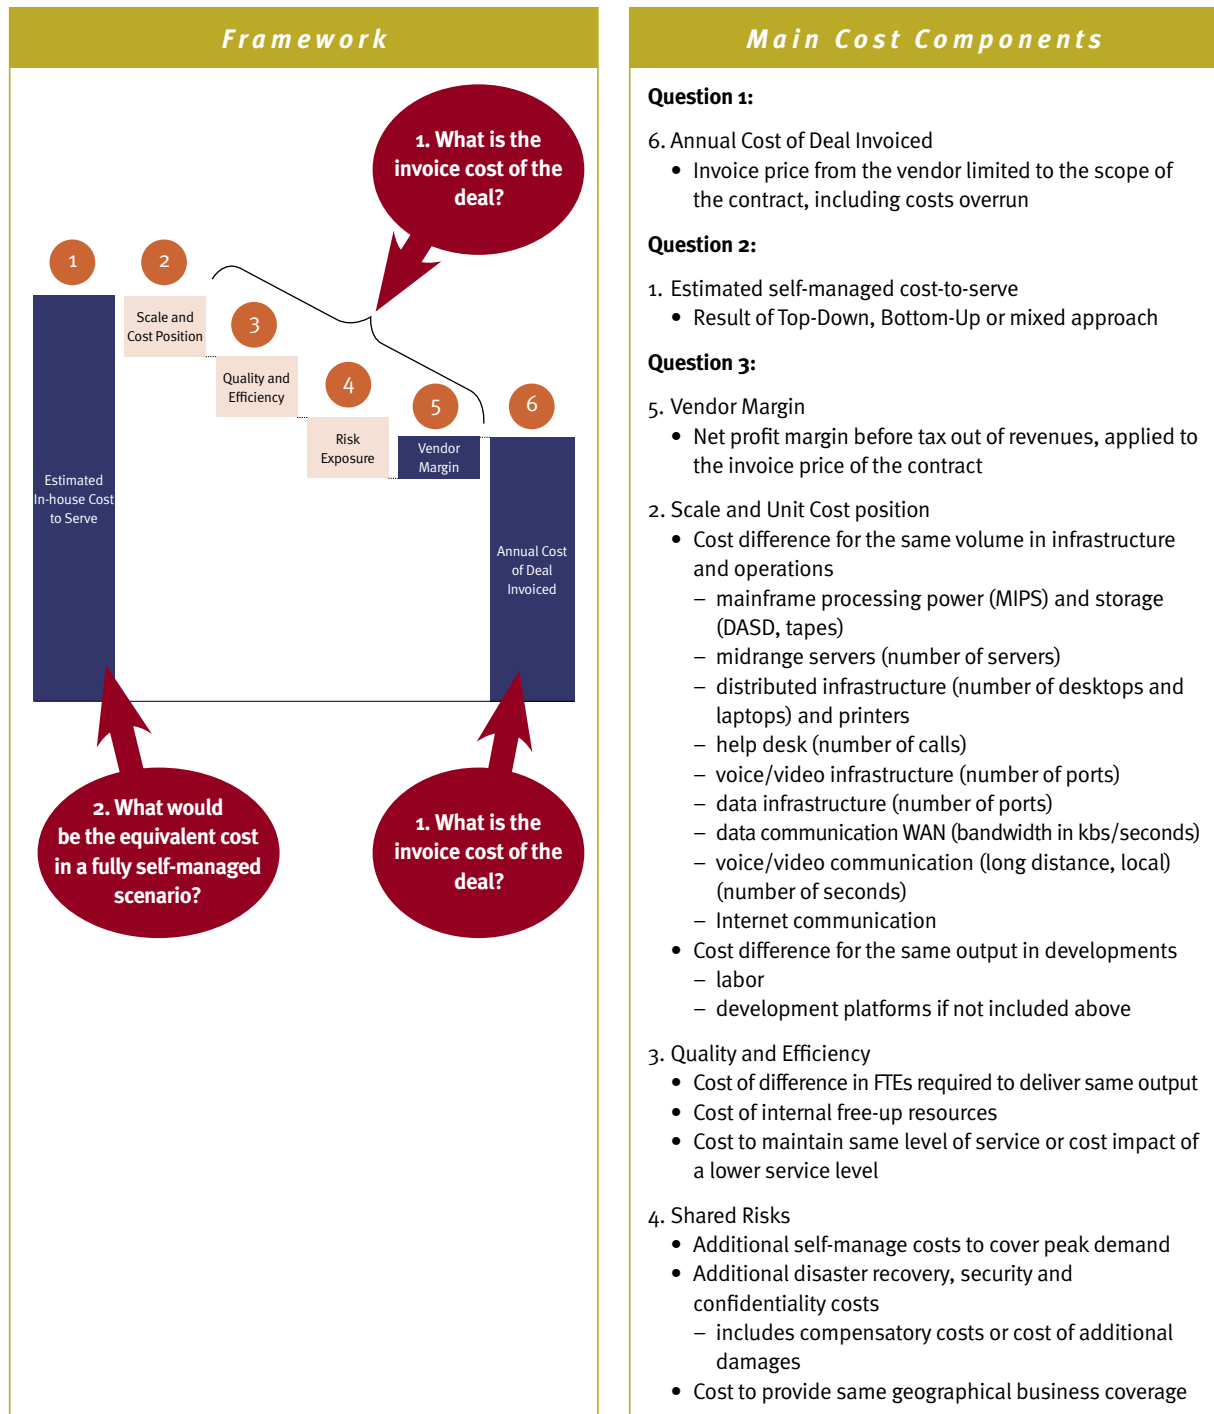 Framework
1. What is the
invoice cost of the
deal?
1
2
Scale and
Cost Position
3
Quality and
Efficiency
4
Risk
Exposure
5
Vendor
Margin
6
Estimated
In-house Cost
to Serve
Annual Cost
of Deal
Invoiced
2. What would
be the equivalent cost
in a fully self-managed
scenario?
1. What is the
invoice cost of the
deal?
Main Cost Components
Question 1:
6. Annual Cost of Deal Invoiced
• Invoice price from the vendor limited to the scope of
the contract, including costs overrun
Question 2:
1. Estimated self-managed cost-to-serve
• Result of Top-Down, Bottom-Up or mixed approach
Question 3:
5. Vendor Margin
• Net profit margin before tax out of revenues, applied to
the invoice price of the contract
2. Scale and Unit Cost position
• Cost difference for the same volume in infrastructure
and operations
– mainframe processing power (MIPS) and storage
(DASD, tapes)
– midrange servers (number of servers)
– distributed infrastructure (number of desktops and
laptops) and printers
– help desk (number of calls)
– voice/video infrastructure (number of ports)
– data infrastructure (number of ports)
– data communication WAN (bandwidth in kbs/seconds)
– voice/video communication (long distance, local)
(number of seconds)
– Internet communication
• Cost difference for the same output in developments
– labor
– development platforms if not included above
3. Quality and Efficiency
• Cost of difference in FTEs required to deliver same output
• Cost of internal free-up resources
• Cost to maintain same level of service or cost impact of
a lower service level
4. Shared Risks
• Additional self-manage costs to cover peak demand
• Additional disaster recovery, security and
confidentiality costs
– includes compensatory costs or cost of additional
damages
• Cost to provide same geographical business coverage